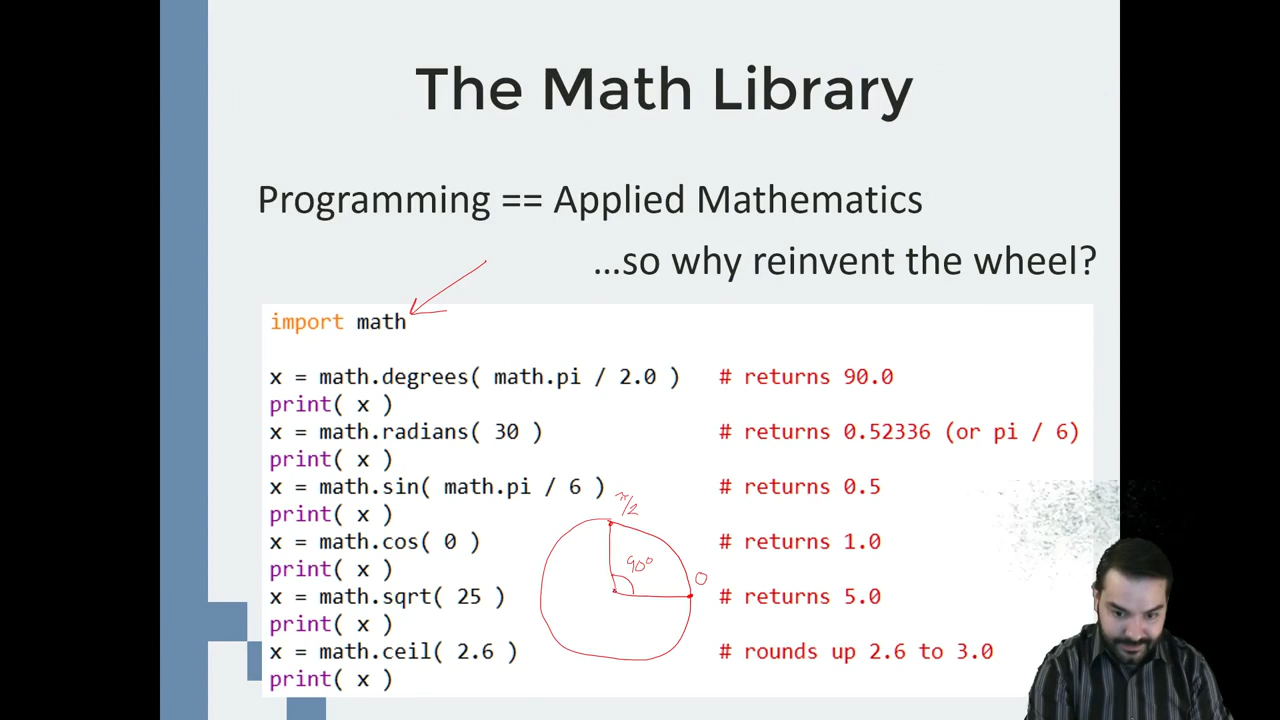 The Math Library
Programming == Applied Mathematics
...so why reinvent the wheel?
import math
x = math.degrees( math.pi / 2.0 ) # returns 90.0
print( x )
x = math.radians( 30 ) # returns 0.52336 (or pi / 6)
print( x )
x = math.sin( math.pi / 6 ) # returns 0.5
print( x )
π/2
x = math.cos( 0 ) # returns 1.0
print( x )
90°
0
x = math.sqrt( 25 ) # returns 5.0
print( x )
x = math.ceil( 2.6 ) # rounds up 2.6 to 3.0
print( x )